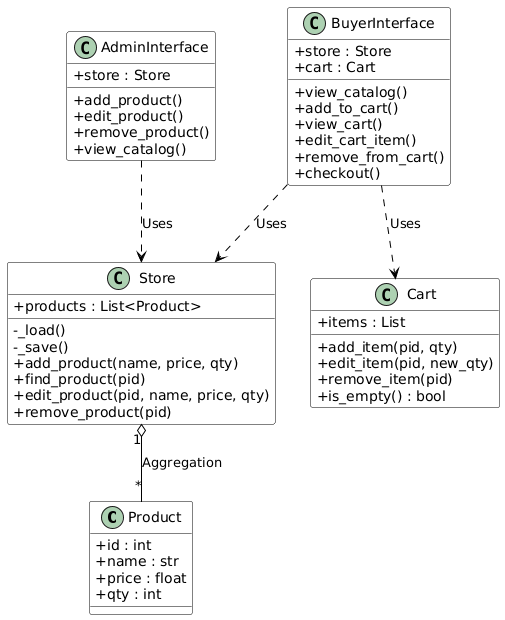 C AdminInterface
+store : Store
+add_product()
+edit_product()
+remove_product()
+view_catalog()
C BuyerInterface
+store : Store
+cart : Cart
+view_catalog()
+add_to_cart()
+view_cart()
+edit_cart_item()
+remove_from_cart()
+checkout()
Uses
Uses
Uses
C Store
+products : List<Product>
-_load()
-_save()
+add_product(name, price, qty)
+find_product(pid)
+edit_product(pid, name, price, qty)
+remove_product(pid)
C Cart
+items : List
+add_item(pid, qty)
+edit_item(pid, new_qty)
+remove_item(pid)
+is_empty() : bool
1
Aggregation
*
C Product
+id : int
+name : str
+price : float
+qty : int